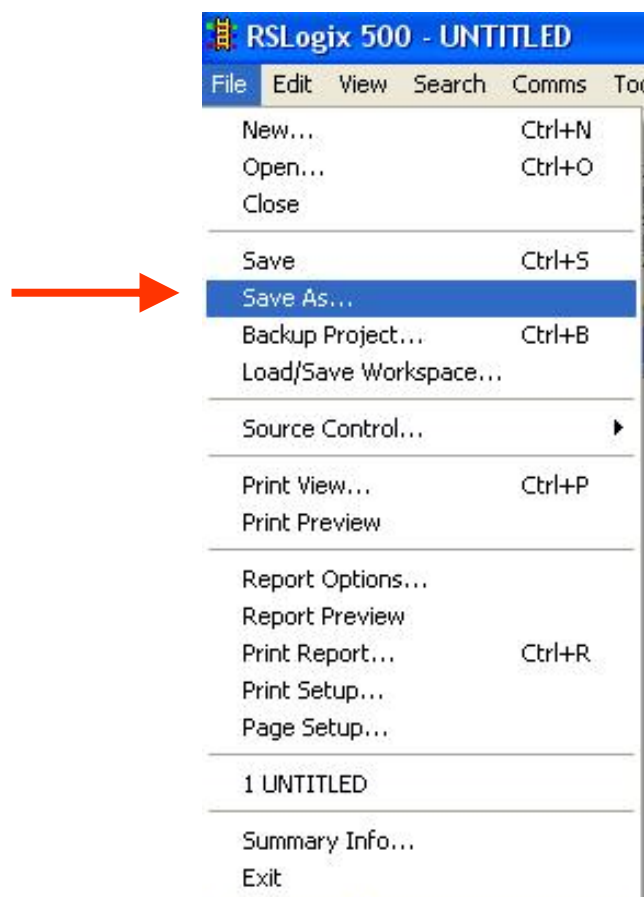 RSLogix 500 - UNTITLED
File Edit View Search Comms
New... Ctrl+N
Open... Ctrl+O
Close
Save Ctrl+S
Save As...
Backup Project... Ctrl+B
Load/Save Workspace...
Source Control...
Print View... Ctrl+P
Print Preview
Report Options...
Report Preview
Print Report... Ctrl+R
Print Setup...
Page Setup...
1 UNTITLED
Summary Info...
Exit